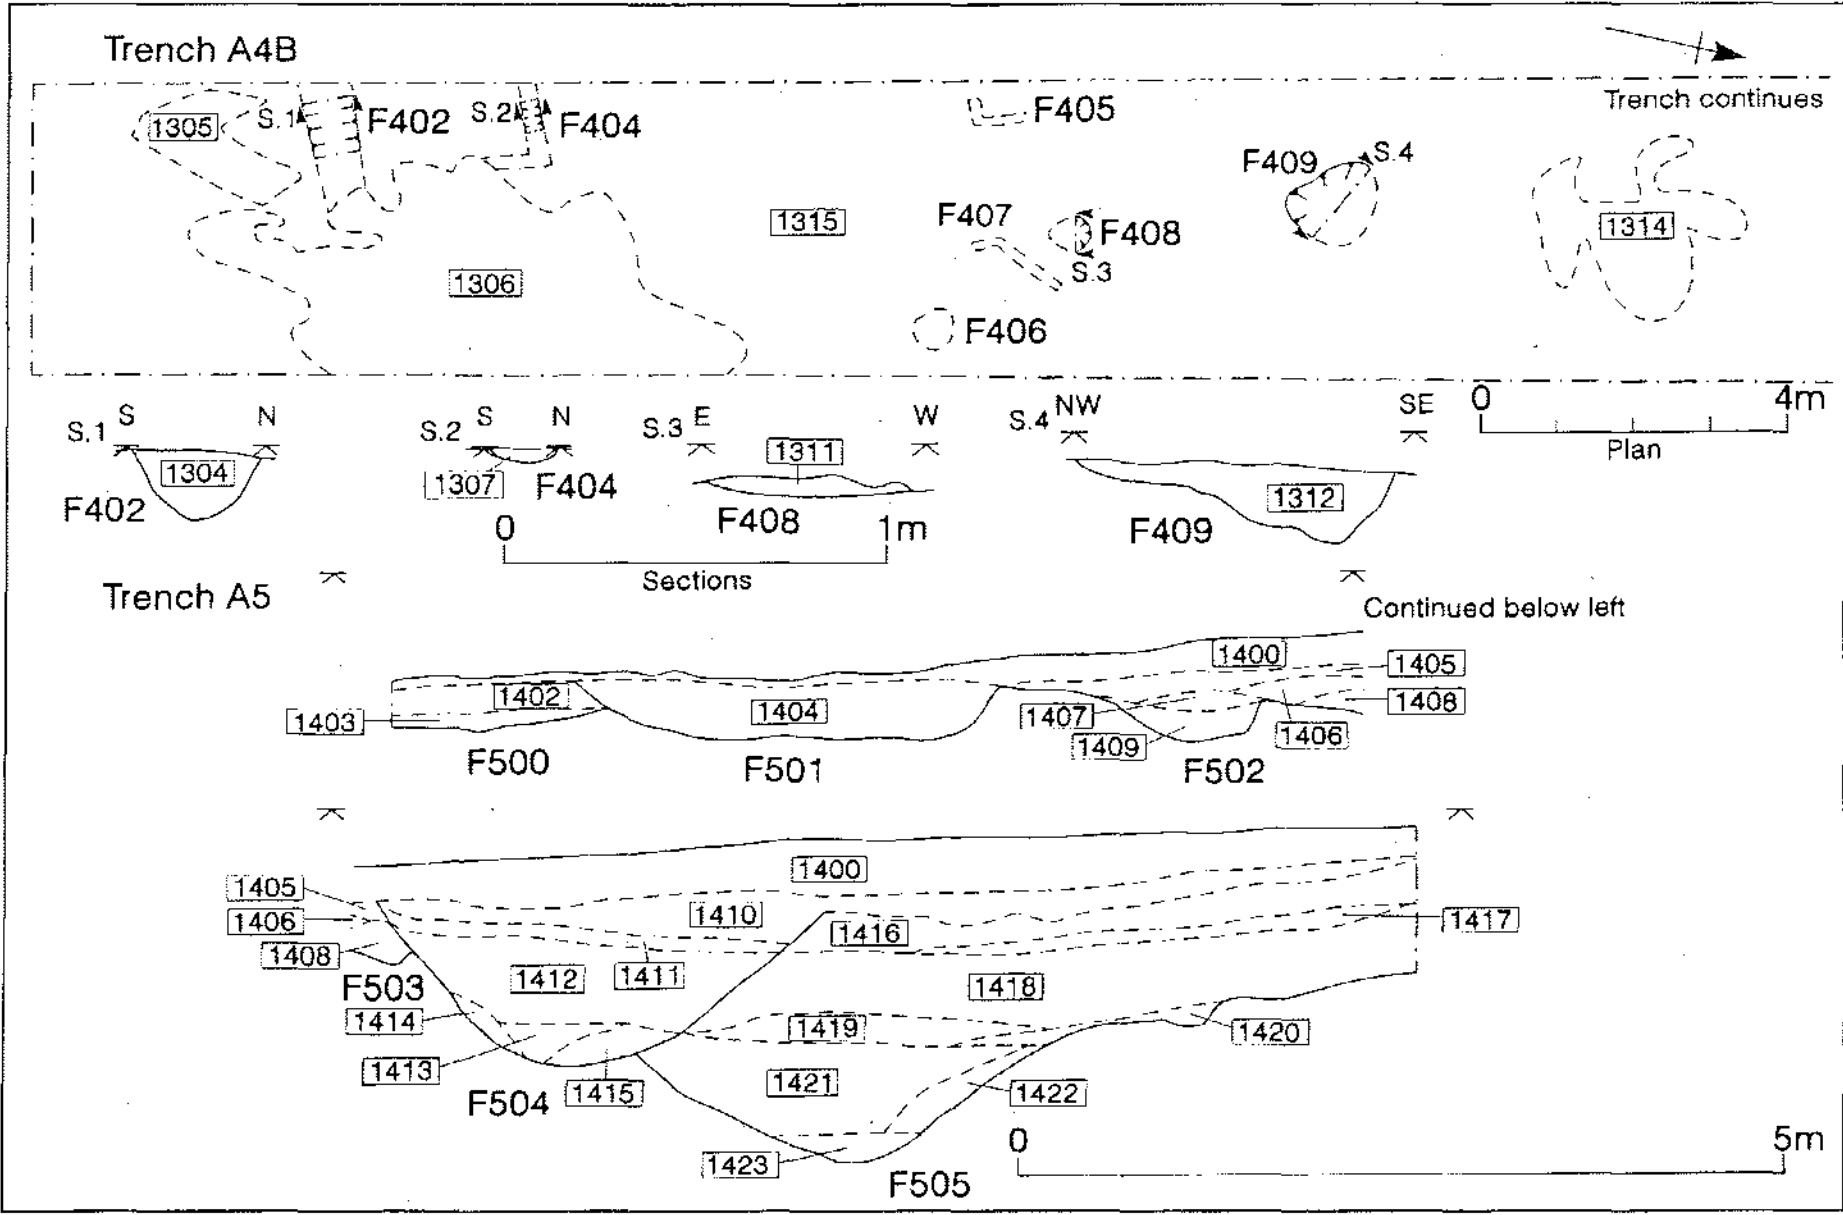 Trench A4B
Trench continues
1305
S.1
F402
S.2
F404
F405
F409
S.4
1315
F407
F408
1314
S.3
1306
F406
S.1
S
N
1304
F402
S.2
S
N
1307
F404
S.3
E
W
1311
F408
S.4
NW
SE
1312
F409
0
4m
Plan
0
1m
Sections
Trench A5
Continued below left
1400
1405
1402
1404
1403
1407
1408
1409
1406
F500
F501
F502
1400
1405
1410
1406
1416
1417
1408
1412
1411
F503
1418
1414
1419
1420
1413
1421
F504
1415
1422
0
5m
1423
F505